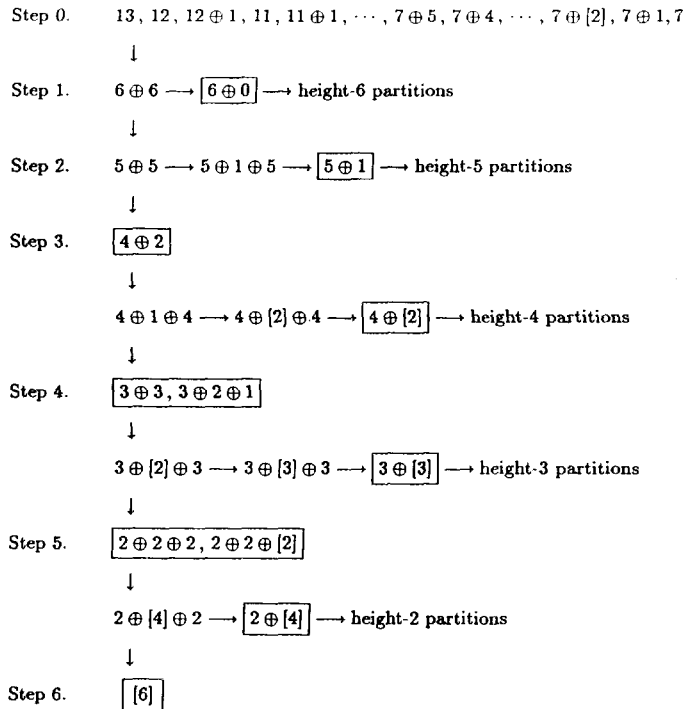 Step 0. 13, 12, 12 ⊕ 1, 11, 11 ⊕ 1, ⋯, 7 ⊕ 5, 7 ⊕ 4, ⋯, 7 ⊕ [2], 7 ⊕ 1, 7
↓
Step 1. 6 ⊕ 6 ⟶ 6 ⊕ 0 ⟶ height-6 partitions
↓
Step 2. 5 ⊕ 5 ⟶ 5 ⊕ 1 ⊕ 5 ⟶ 5 ⊕ 1 ⟶ height-5 partitions
↓
Step 3. 4 ⊕ 2
↓
4 ⊕ 1 ⊕ 4 ⟶ 4 ⊕ [2] ⊕ 4 ⟶ 4 ⊕ [2] ⟶ height-4 partitions
↓
Step 4. 3 ⊕ 3, 3 ⊕ 2 ⊕ 1
↓
3 ⊕ [2] ⊕ 3 ⟶ 3 ⊕ [3] ⊕ 3 ⟶ 3 ⊕ [3] ⟶ height-3 partitions
↓
Step 5. 2 ⊕ 2 ⊕ 2, 2 ⊕ 2 ⊕ [2]
↓
2 ⊕ [4] ⊕ 2 ⟶ 2 ⊕ [4] ⟶ height-2 partitions
↓
Step 6. [6]